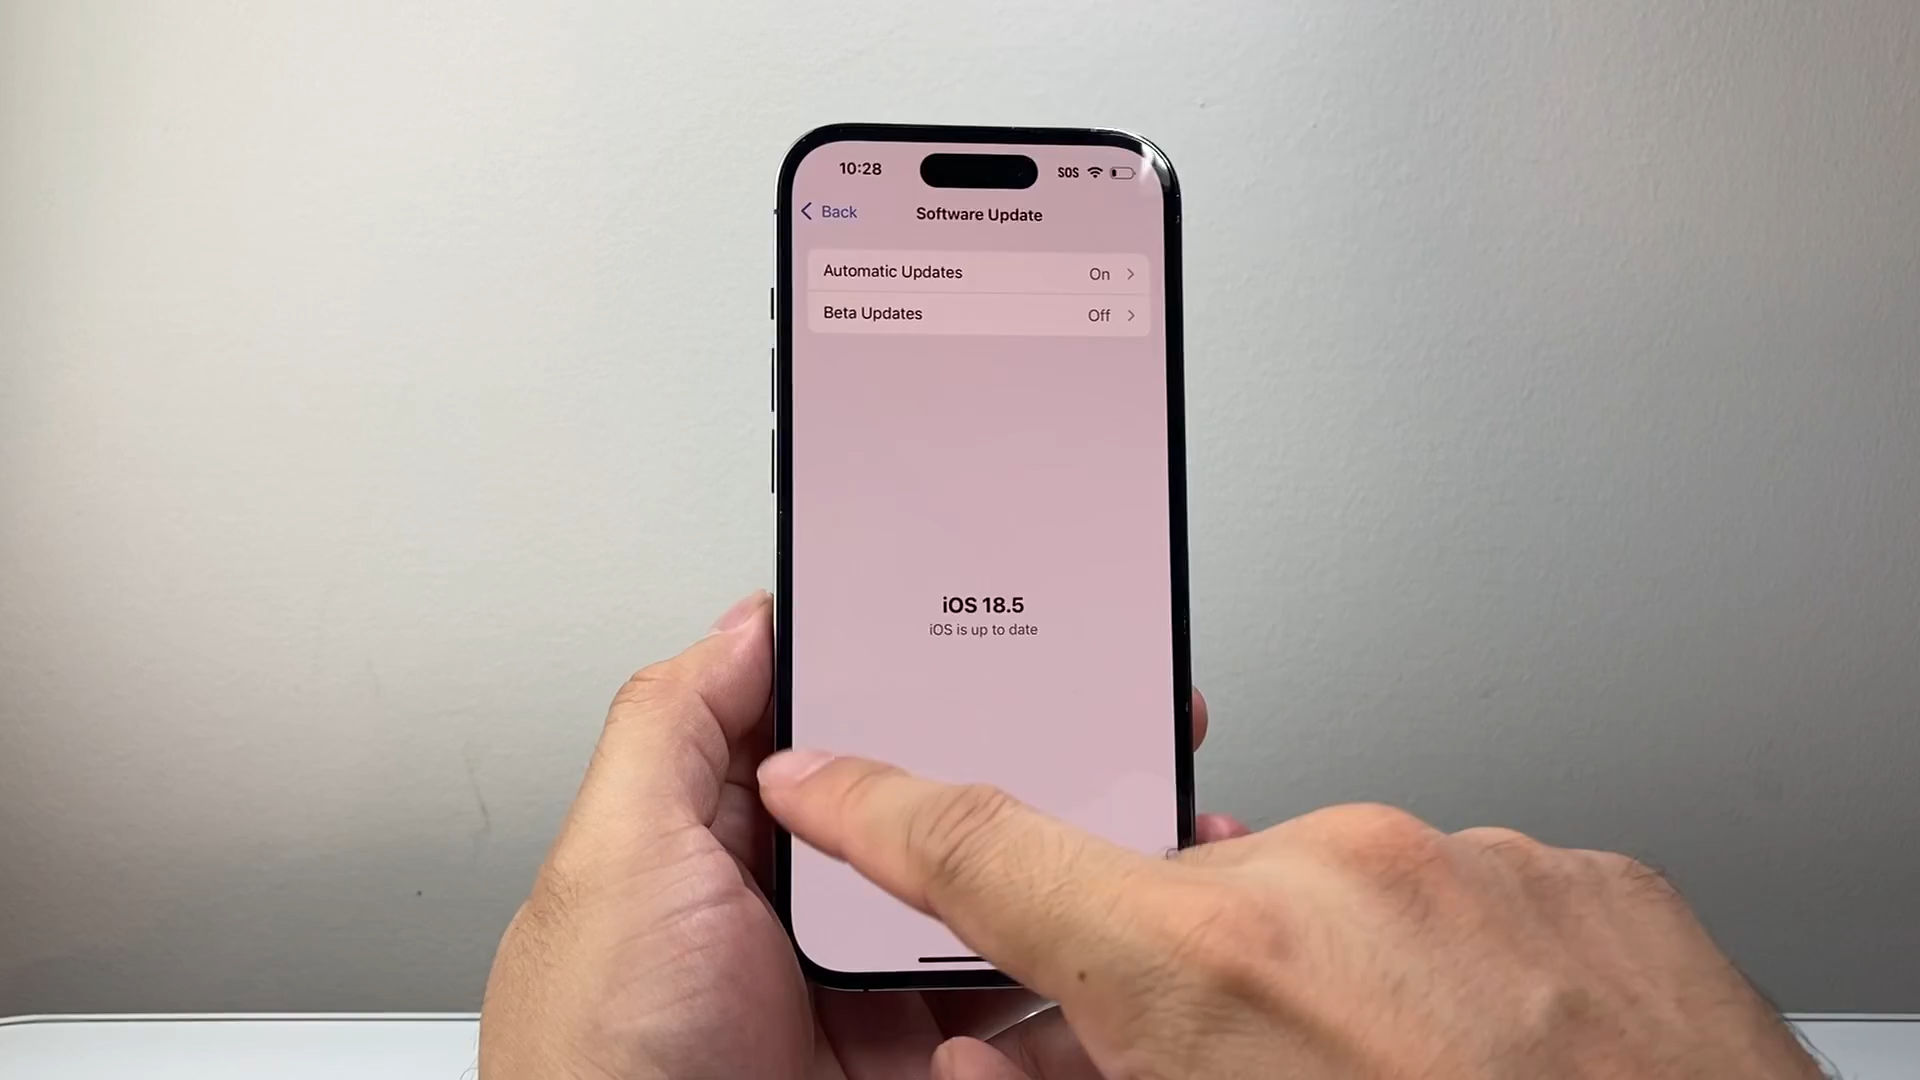 10:28 SOS
Back Software Update
Automatic Updates On
Beta Updates Off
iOS 18.5
iOS is up to date